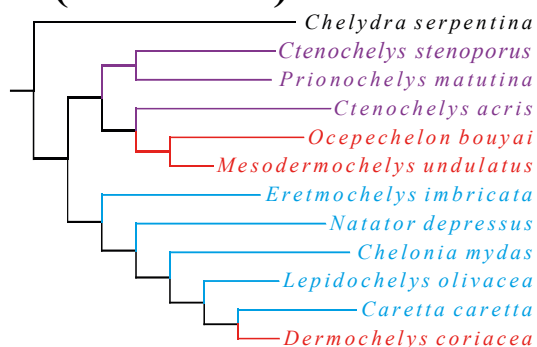 Chelydra serpentina
Ctenochelys stenoporus
Prionochelys matutina
Ctenochelys acris
Ocepechelon bouyai
Mesodermochelys undulatus
Eretmochelys imbricata
Natator depressus
Chelonia mydas
Lepidochelys olivacea
Caretta caretta
Dermochelys coriacea